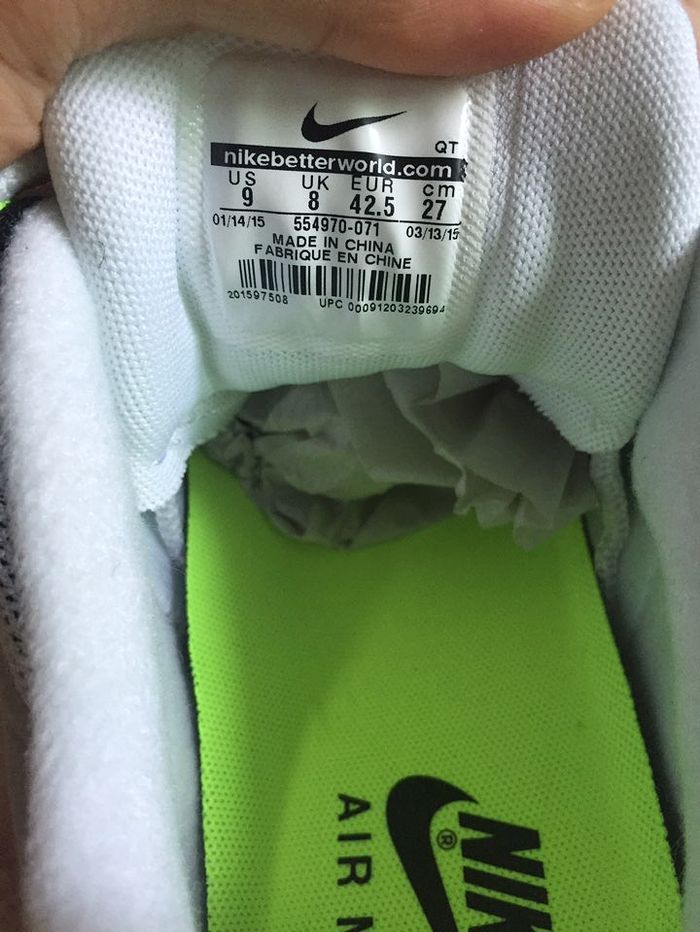 QT
nikebetterworld.com
US UK EUR cm
9 8 42.5 27
01/14/15 554970-071 03/13/15
MADE IN CHINA
FABRIQUE EN CHINE
201597508 UPC 00091203239694
AIR
NIK